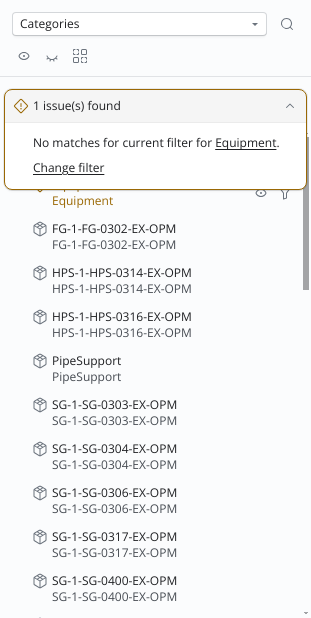 Categories
1 issue(s) found
No matches for current filter for Equipment.
Change filter
Equipment
FG-1-FG-0302-EX-OPM
FG-1-FG-0302-EX-OPM
HPS-1-HPS-0314-EX-OPM
HPS-1-HPS-0314-EX-OPM
HPS-1-HPS-0316-EX-OPM
HPS-1-HPS-0316-EX-OPM
PipeSupport
PipeSupport
SG-1-SG-0303-EX-OPM
SG-1-SG-0303-EX-OPM
SG-1-SG-0304-EX-OPM
SG-1-SG-0304-EX-OPM
SG-1-SG-0306-EX-OPM
SG-1-SG-0306-EX-OPM
SG-1-SG-0317-EX-OPM
SG-1-SG-0317-EX-OPM
SG-1-SG-0400-EX-OPM
SG-1-SG-0400-EX-OPM